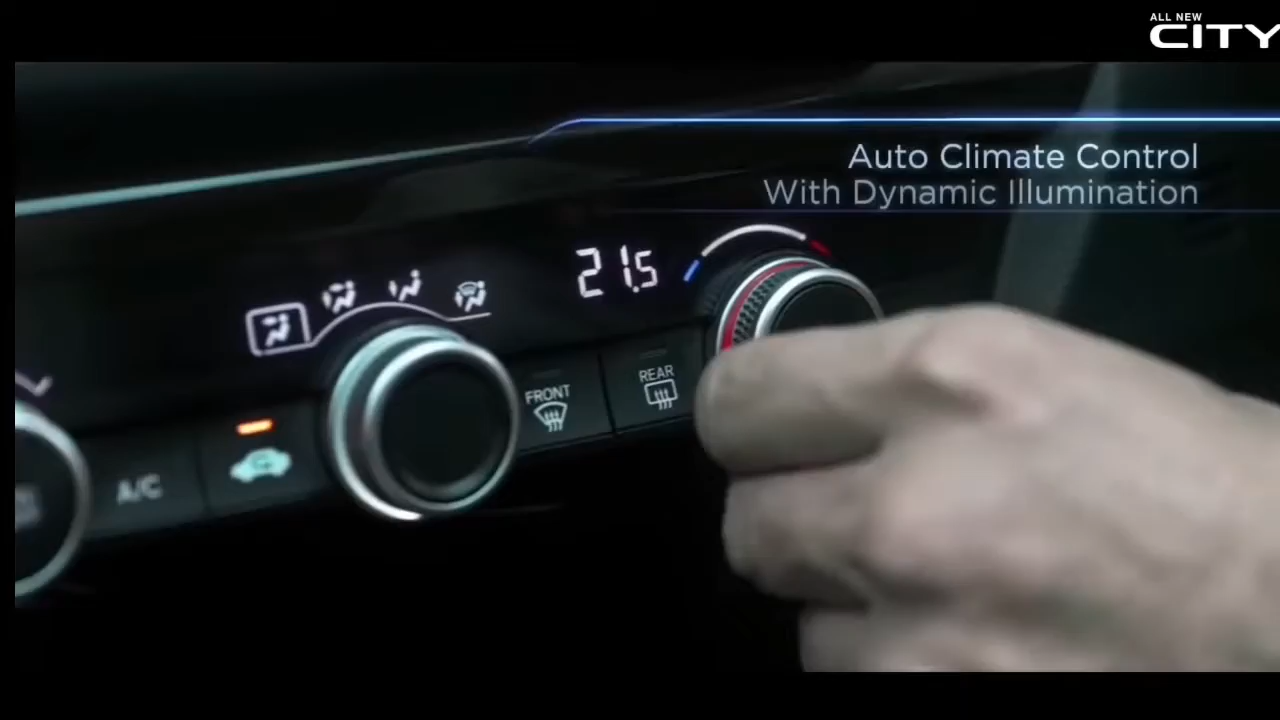 ALL NEW
CITY
Auto Climate Control
With Dynamic Illumination
21.5
FRONT
REAR
A/C